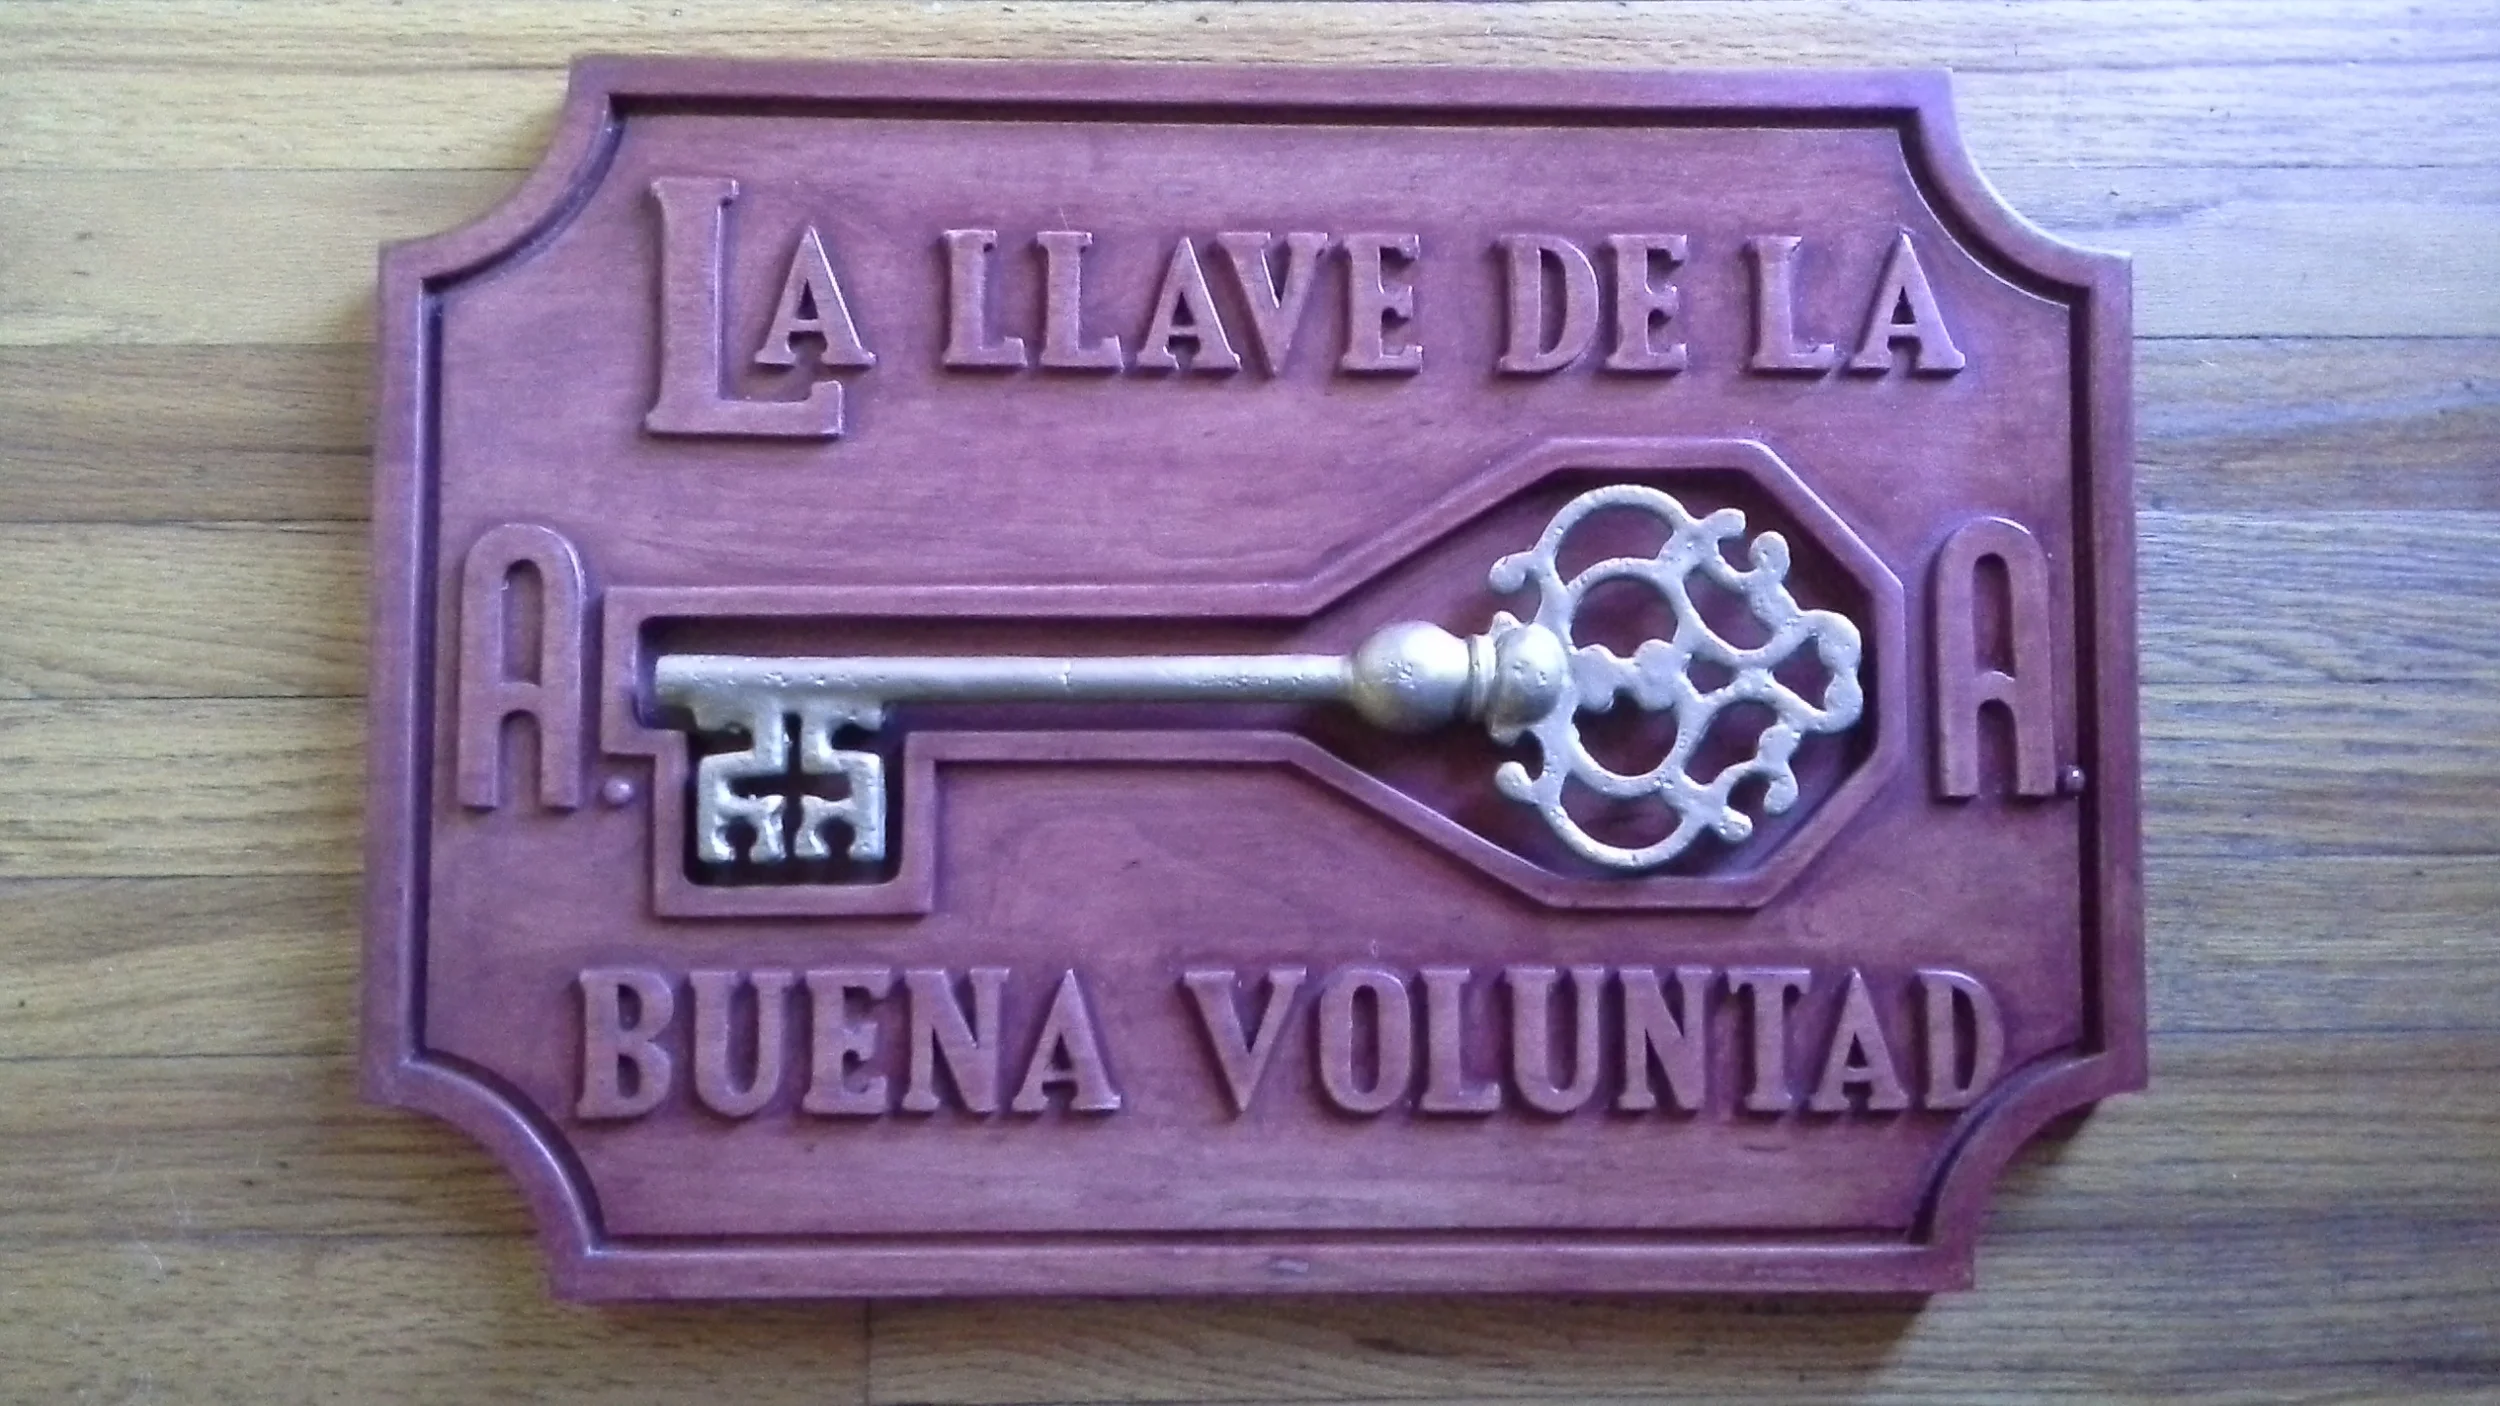 LA LLAVE DE LA
A. A.
BUENA VOLUNTAD